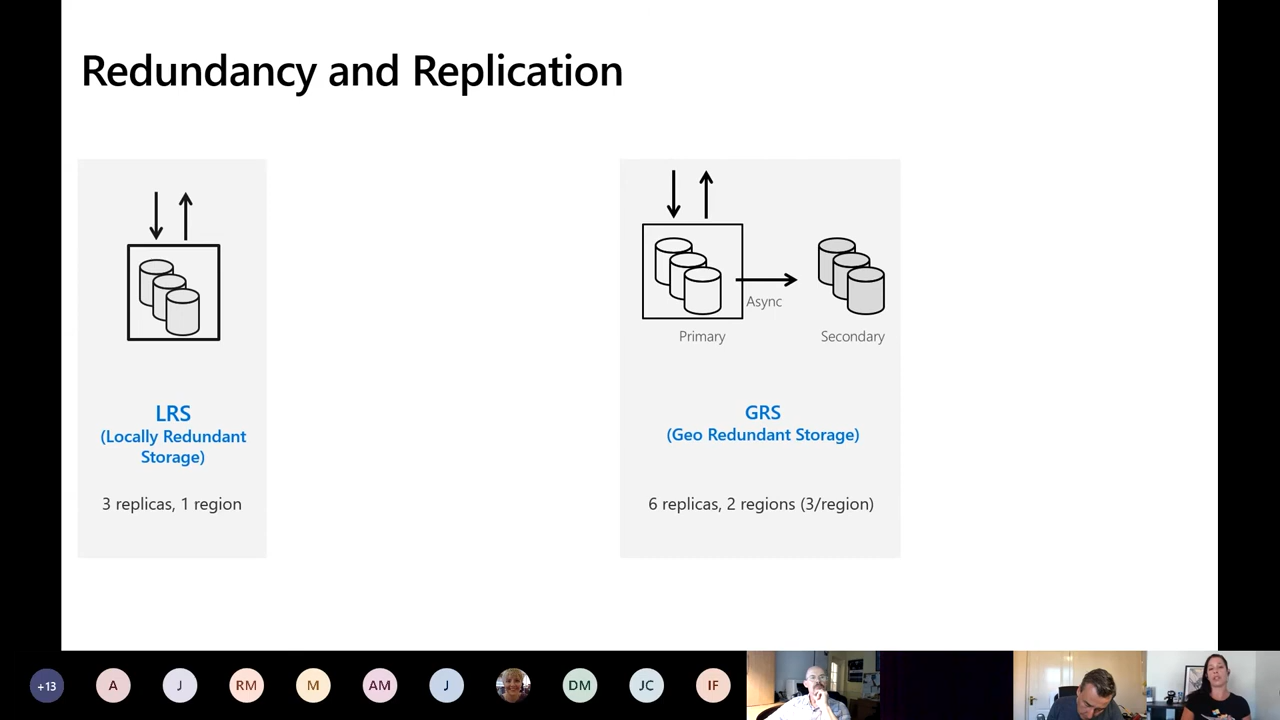 Redundancy and Replication
LRS
(Locally Redundant
Storage)
3 replicas, 1 region
Async
Primary
Secondary
GRS
(Geo Redundant Storage)
6 replicas, 2 regions (3/region)
+13
A
J
RM
M
AM
J
DM
JC
IF